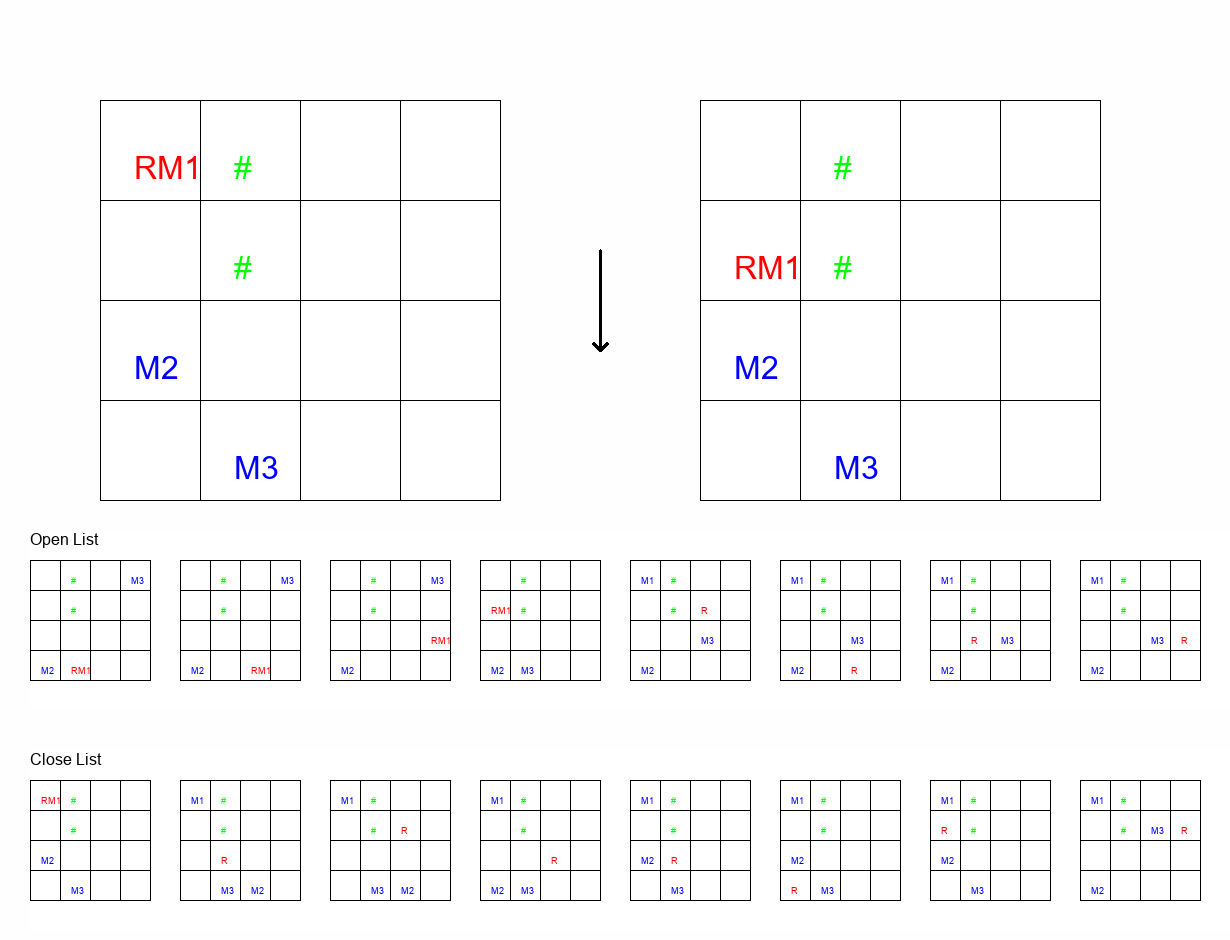 RM1 # #
# RM1 #
M2 M2
M3 M3
Open List
# M3 # M3 # M3 # M1 # M1 # M1 # M1 #
# # # RM1 # # R # # #
RM1 M3 M3 R M3 M3 R
M2 RM1 M2 RM1 M2 M2 M3 M2 M2 R M2 M2
Close List
RM1 # M1 # M1 # M1 # M1 # M1 # M1 # M1 #
# # # R # # # R # # M3 R
M2 R R M2 R M2 M2
M3 M3 M2 M3 M2 M2 M3 M3 R M3 M3 M2